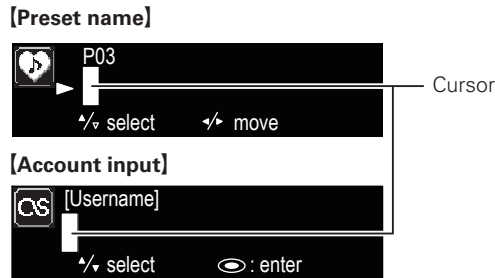 【Preset name】
P03
Cursor
select move
【Account input】
[Username]
select : enter